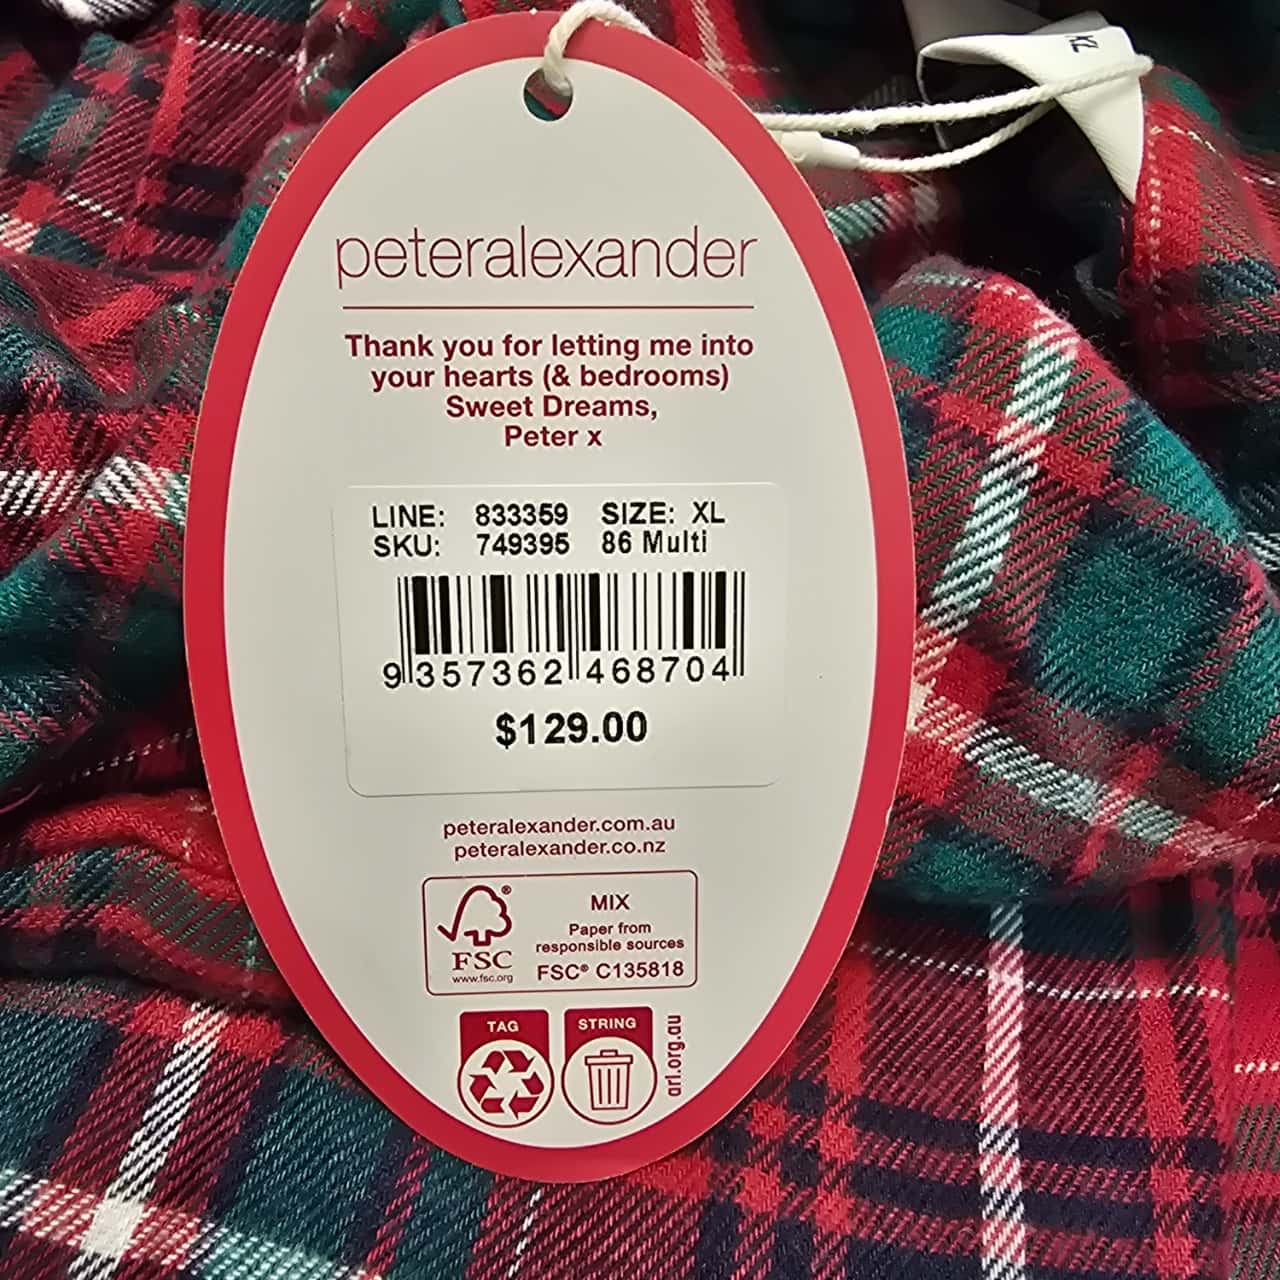 XL
peteralexander
Thank you for letting me into
your hearts (& bedrooms)
Sweet Dreams,
Peter x
LINE: 833359 SIZE: XL
SKU: 749395 86 Multi
9 357362 468704
$129.00
peteralexander.com.au
peteralexander.co.nz
FSC®
www.fsc.org
MIX
Paper from
responsible sources
FSC® C135818
TAG
STRING
arl.org.au